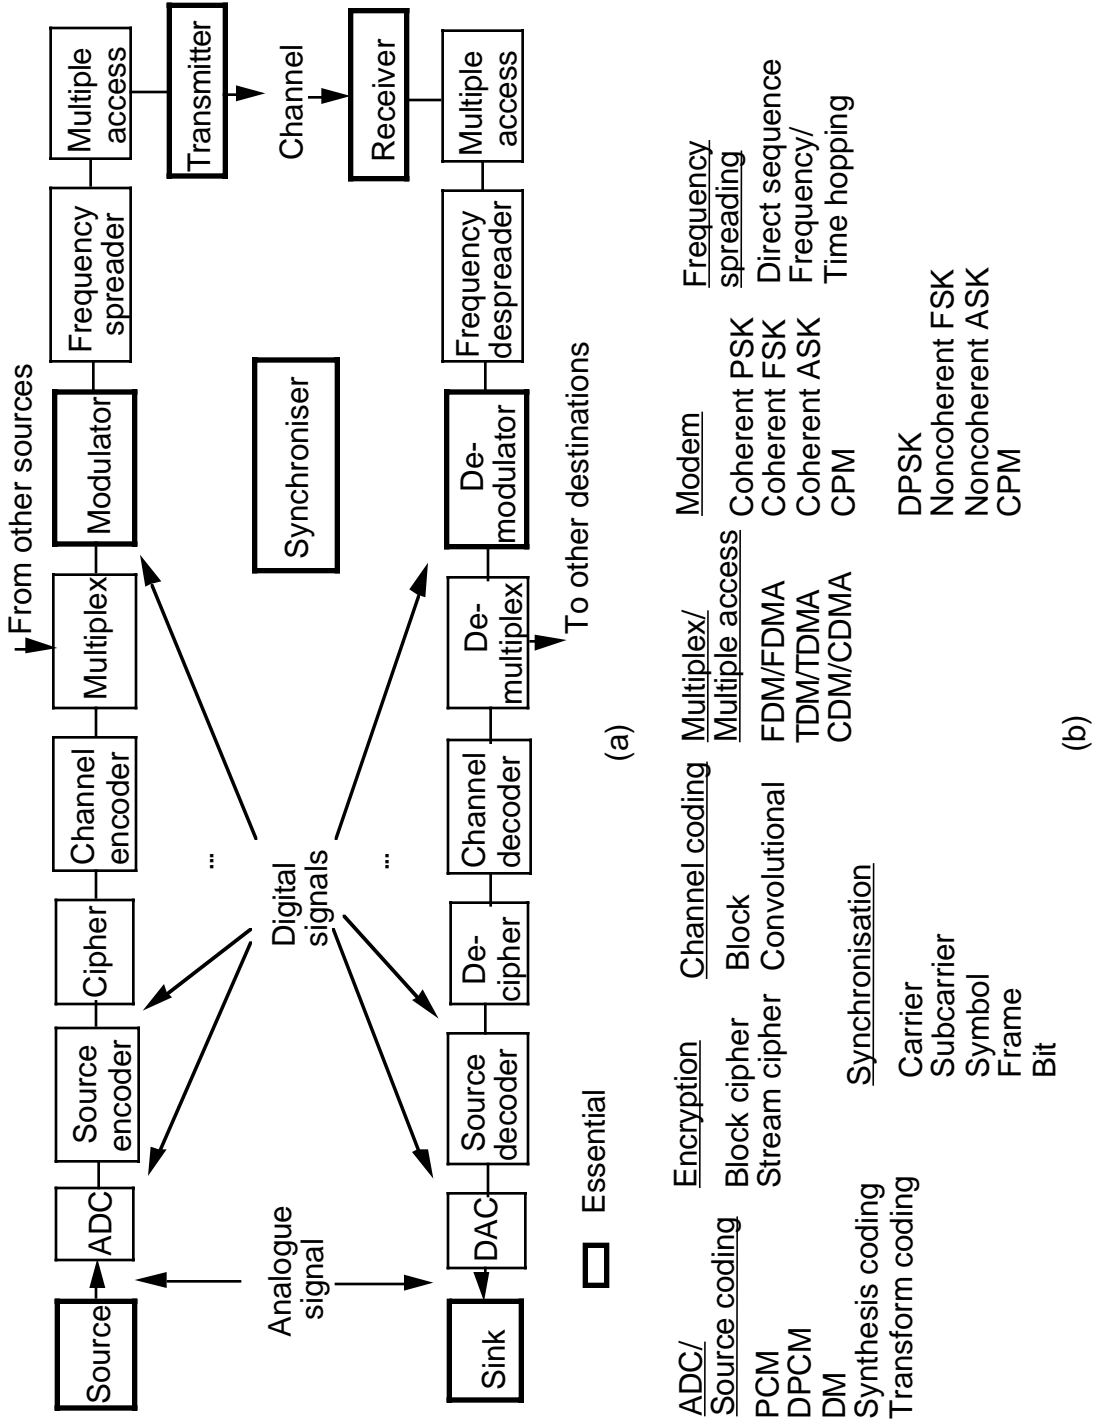 From other sources
Source
ADC
Source
encoder
Cipher
Channel
encoder
Multiplex
Modulator
Frequency
spreader
Multiple
access
Transmitter
Analogue
signal
Digital
signals
...
...
Synchroniser
Channel
Receiver
Sink
DAC
Source
decoder
De-
cipher
Channel
decoder
De-
multiplex
De-
modulator
Frequency
despreader
Multiple
access
To other destinations
Essential
(a)
ADC/
Source coding
PCM
DPCM
DM
Synthesis coding
Transform coding
Encryption
Block cipher
Stream cipher
Channel coding
Block
Convolutional
Multiplex/
Multiple access
FDM/FDMA
TDM/TDMA
CDM/CDMA
Modem
Coherent PSK
Coherent FSK
Coherent ASK
CPM
DPSK
Noncoherent FSK
Noncoherent ASK
CPM
Frequency
spreading
Direct sequence
Frequency/
Time hopping
Synchronisation
Carrier
Subcarrier
Symbol
Frame
Bit
(b)